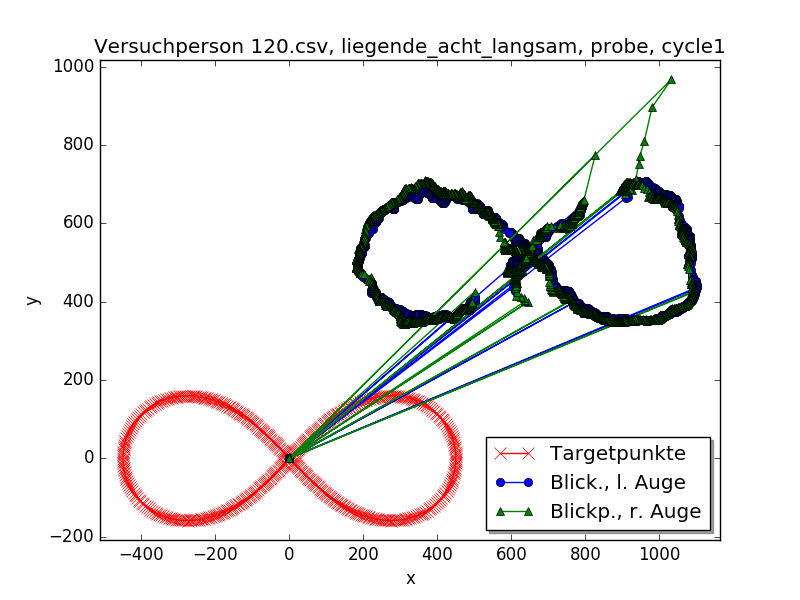 Versuchperson 120.csv, liegende_acht_langsam, probe, cycle1
1000
800
600
400
200
0
−200
y
−400
−200
0
200
400
600
800
1000
x
Targetpunkte
Blick., l. Auge
Blickp., r. Auge